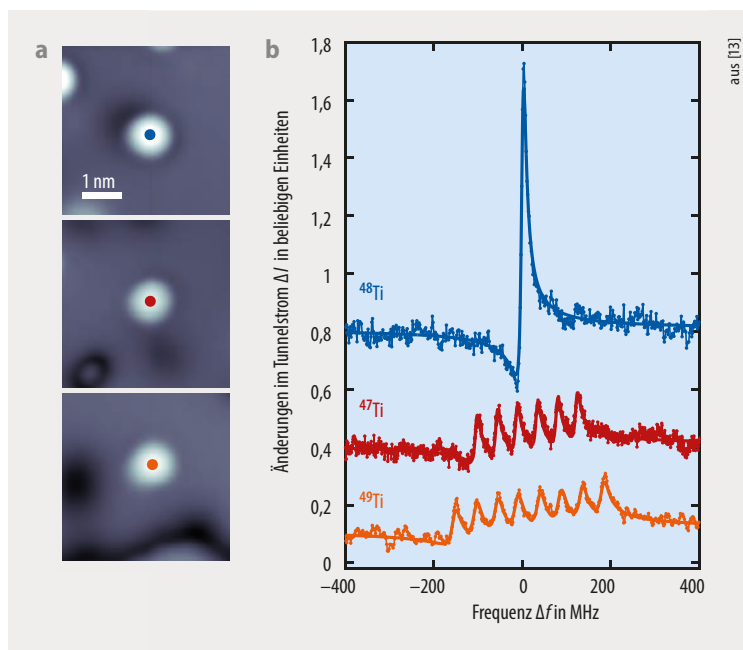 a
1 nm
b
aus [13]
Änderungen im Tunnelstrom ΔI in beliebigen Einheiten
1,8
1,6
1,4
1,2
1
0,8
0,6
0,4
0,2
0
⁴⁸Ti
⁴⁷Ti
⁴⁹Ti
−400
−200
0
200
400
Frequenz Δf in MHz